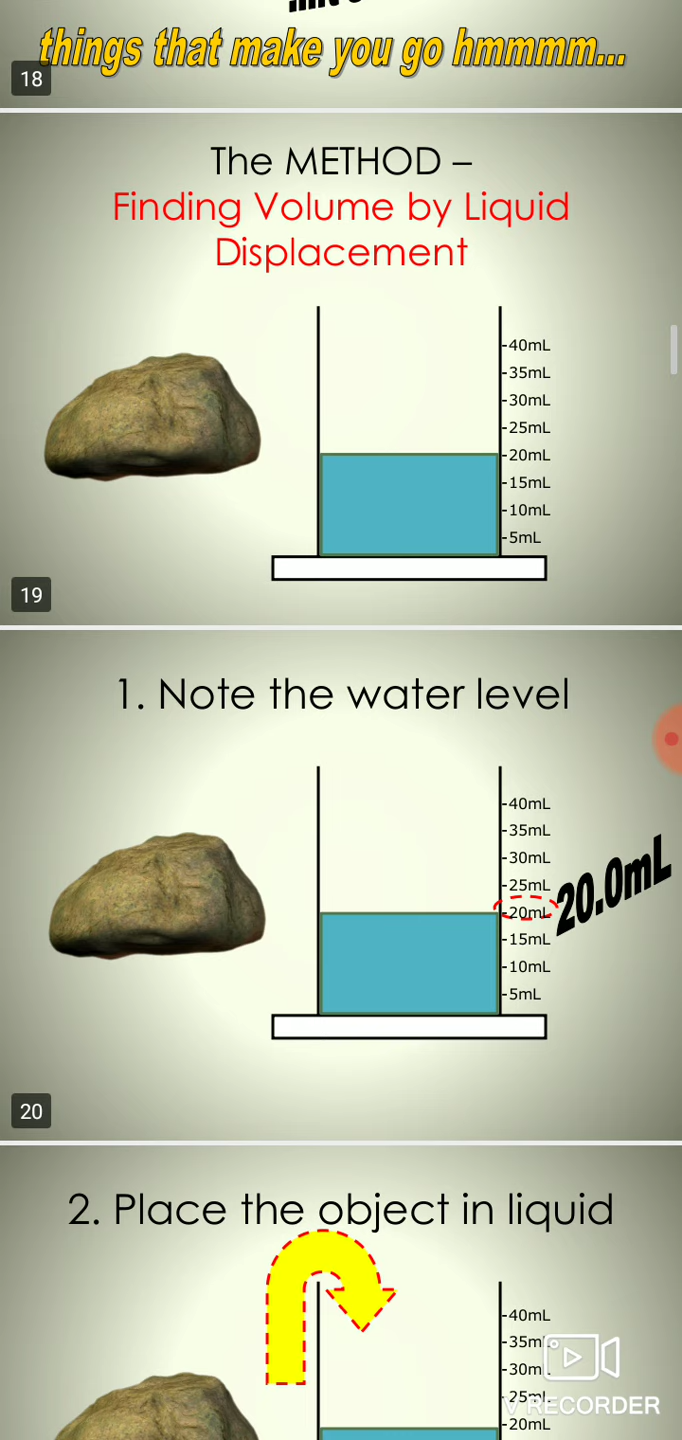 things that make you go hmmmm...
18
The METHOD –
Finding Volume by Liquid
Displacement
-40mL
-35mL
-30mL
-25mL
-20mL
-15mL
-10mL
-5mL
19
1. Note the water level
-40mL
-35mL
-30mL
-25mL
-20mL
20.0mL
-15mL
-10mL
-5mL
20
2. Place the object in liquid
-40mL
-35mL
-30mL
-25mL
V RECORDER
-20mL